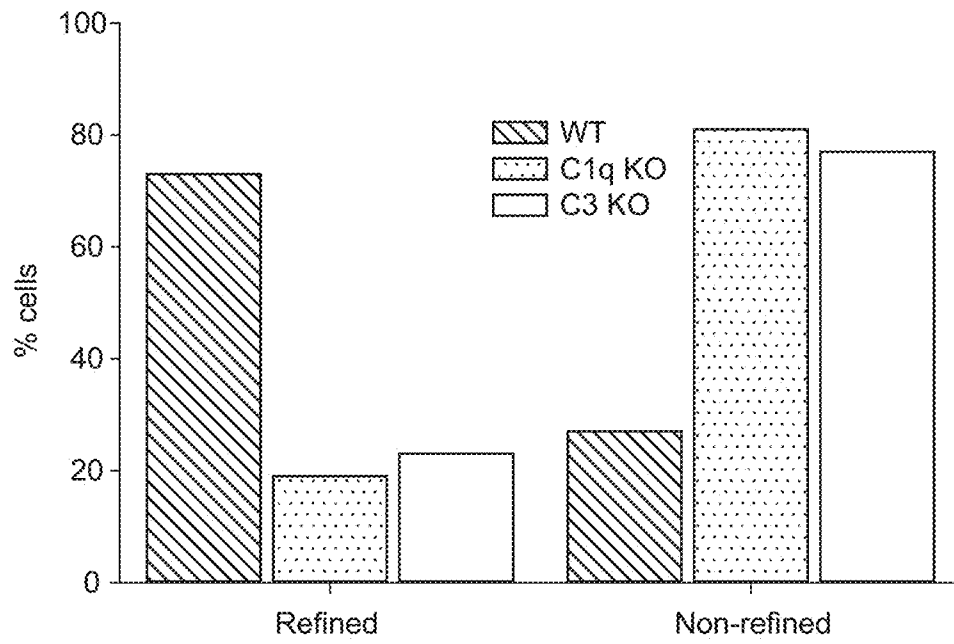 100
80
60
40
20
0
% cells
WT
C1q KO
C3 KO
Refined
Non-refined